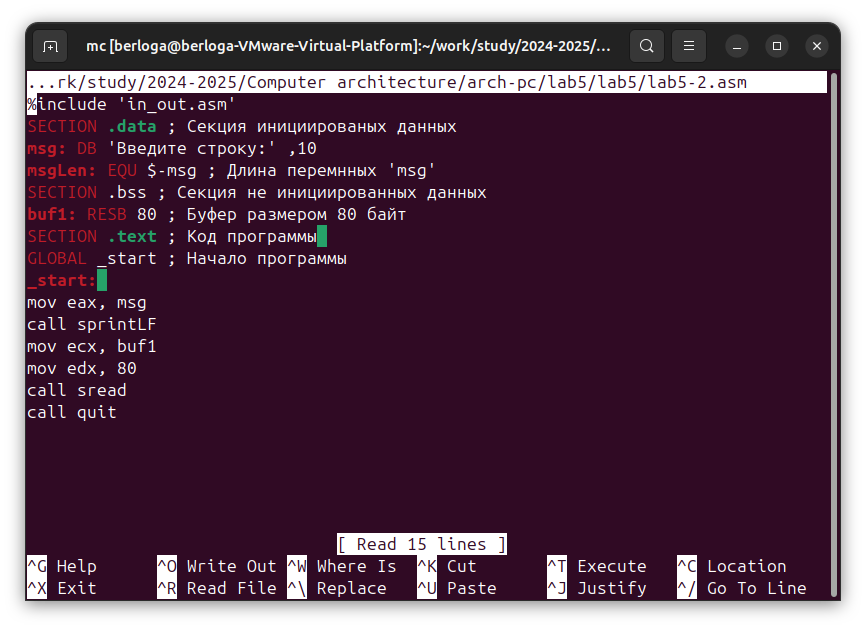 mc [berloga@berloga-VMware-Virtual-Platform]:~/work/study/2024-2025/...
...rk/study/2024-2025/Computer architecture/arch-pc/lab5/lab5/lab5-2.asm
%include 'in_out.asm'
SECTION .data ; Секция инициированых данных
msg: DB 'Введите строку:' ,10
msgLen: EQU $-msg ; Длина перемнных 'msg'
SECTION .bss ; Секция не инициированных данных
buf1: RESB 80 ; Буфер размером 80 байт
SECTION .text ; Код программы
GLOBAL _start ; Начало программы
_start:
mov eax, msg
call sprintLF
mov ecx, buf1
mov edx, 80
call sread
call quit
[ Read 15 lines ]
^G Help ^O Write Out ^W Where Is ^K Cut ^T Execute ^C Location
^X Exit ^R Read File ^\ Replace ^U Paste ^J Justify ^/ Go To Line